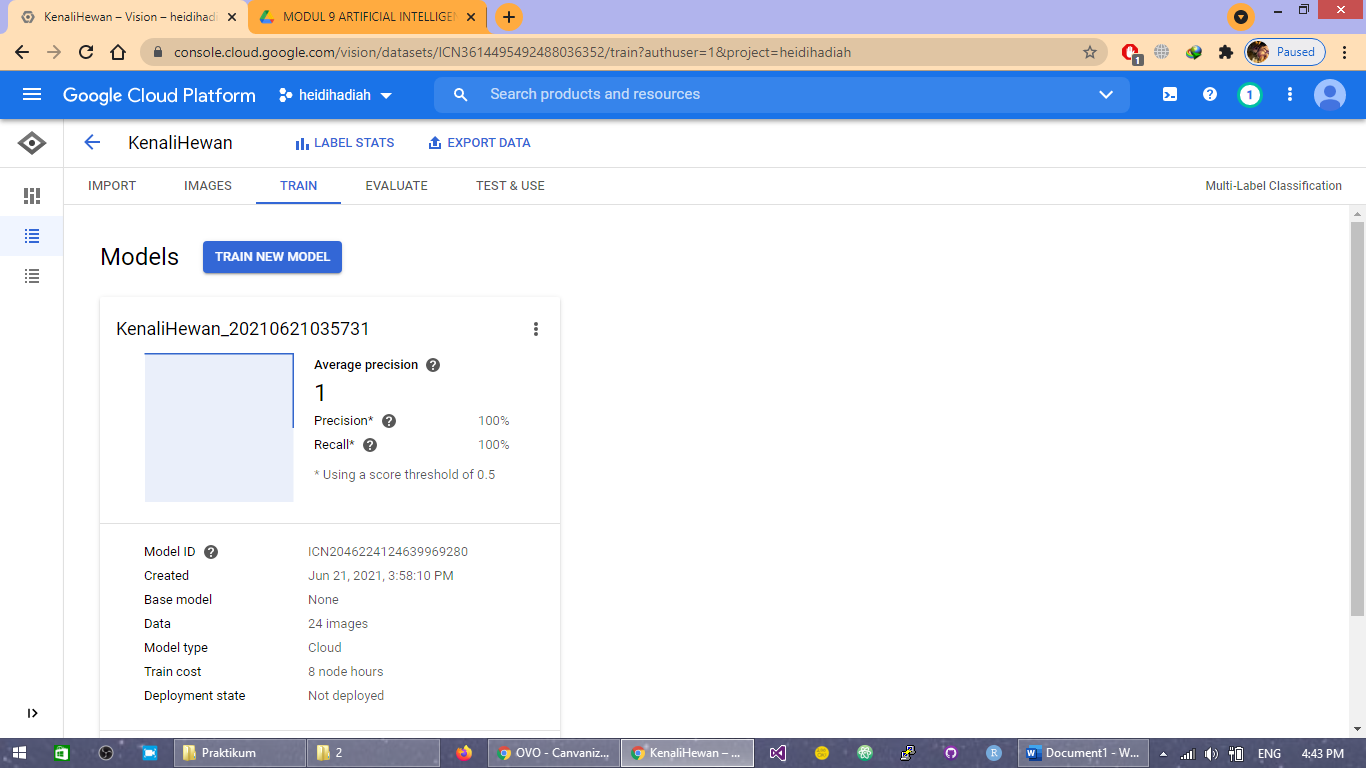 KenaliHewan – Vision – heidihadi
MODUL 9 ARTIFICIAL INTELLIGEN
console.cloud.google.com/vision/datasets/ICN3614495492488036352/train?authuser=1&project=heidihadiah
1
Paused
Google Cloud Platform
heidihadiah
Search products and resources
1
KenaliHewan
LABEL STATS
EXPORT DATA
IMPORT
IMAGES
TRAIN
EVALUATE
TEST & USE
Multi-Label Classification
Models
TRAIN NEW MODEL
KenaliHewan_20210621035731
Average precision
1
Precision* 100%
Recall* 100%
* Using a score threshold of 0.5
Model ID ICN2046224124639969280
Created Jun 21, 2021, 3:58:10 PM
Base model None
Data 24 images
Model type Cloud
Train cost 8 node hours
Deployment state Not deployed
Praktikum
2
OVO - Canvaniz...
KenaliHewan – ...
Document1 - W...
ENG
4:43 PM